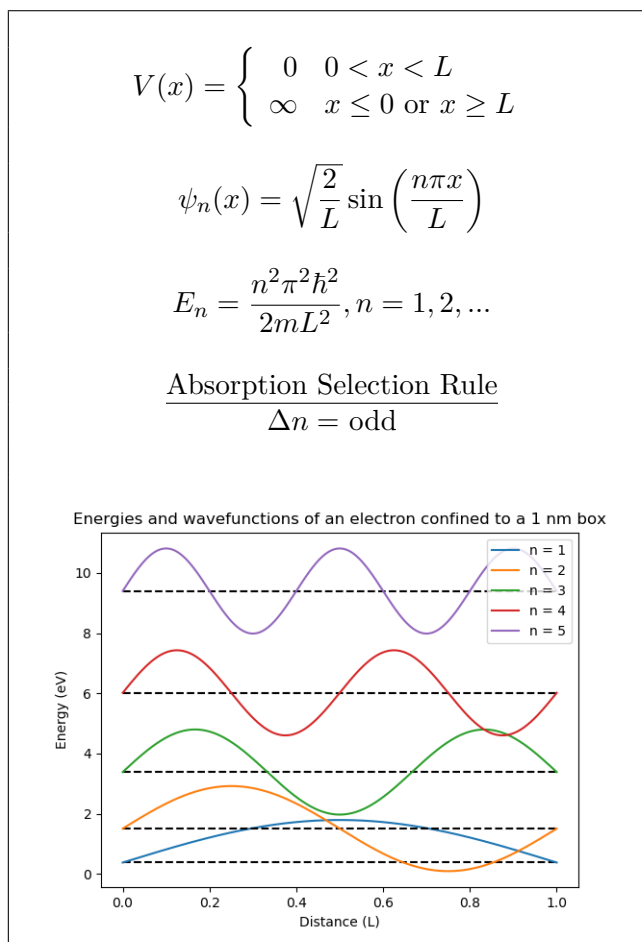 V(x) = { 0 0 < x < L
∞ x ≤ 0 or x ≥ L
ψₙ(x) = √(2/L) sin (nπx/L)
Eₙ = n²π²ħ²/2mL², n = 1, 2, ...
Absorption Selection Rule
Δn = odd
Energies and wavefunctions of an electron confined to a 1 nm box
n = 1
n = 2
n = 3
n = 4
n = 5
10
8
6
4
2
0
Energy (eV)
0.0 0.2 0.4 0.6 0.8 1.0
Distance (L)